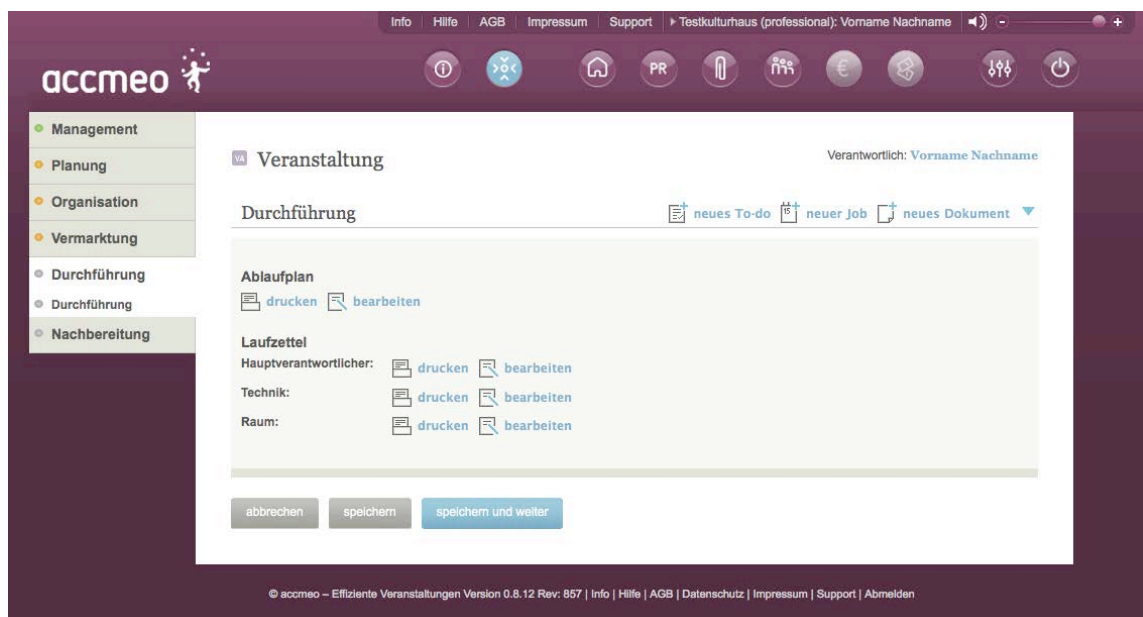 Info Hilfe AGB Impressum Support Testkulturhaus (professional): Vorname Nachname - +
accmeo
PR €
Management
Planung
Organisation
Vermarktung
Durchführung
Durchführung
Nachbereitung
VA Veranstaltung
Verantwortlich: Vorname Nachname
Durchführung
neues To-do 15 neuer Job neues Dokument
Ablaufplan
drucken bearbeiten
Laufzettel
Hauptverantwortlicher: drucken bearbeiten
Technik: drucken bearbeiten
Raum: drucken bearbeiten
abbrechen speichern speichern und weiter
© accmeo – Effiziente Veranstaltungen Version 0.8.12 Rev: 857 | Info | Hilfe | AGB | Datenschutz | Impressum | Support | Abmelden